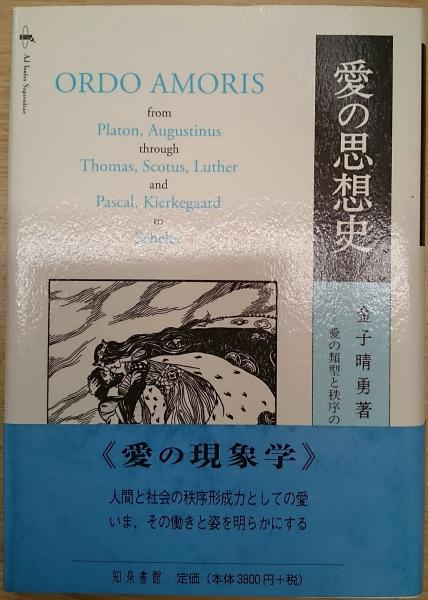 Ad fontes Sapientiae
ORDO AMORIS
from
Platon, Augustinus
through
Thomas, Scotus, Luther
and
Pascal, Kierkegaard
to
Scheler
愛の思想史
愛の類型と秩序の
金子晴勇著
《愛の現象学》
人間と社会の秩序形成力としての愛
いま、その働きと姿を明らかにする
知泉書館 定価（本体3800円+税）